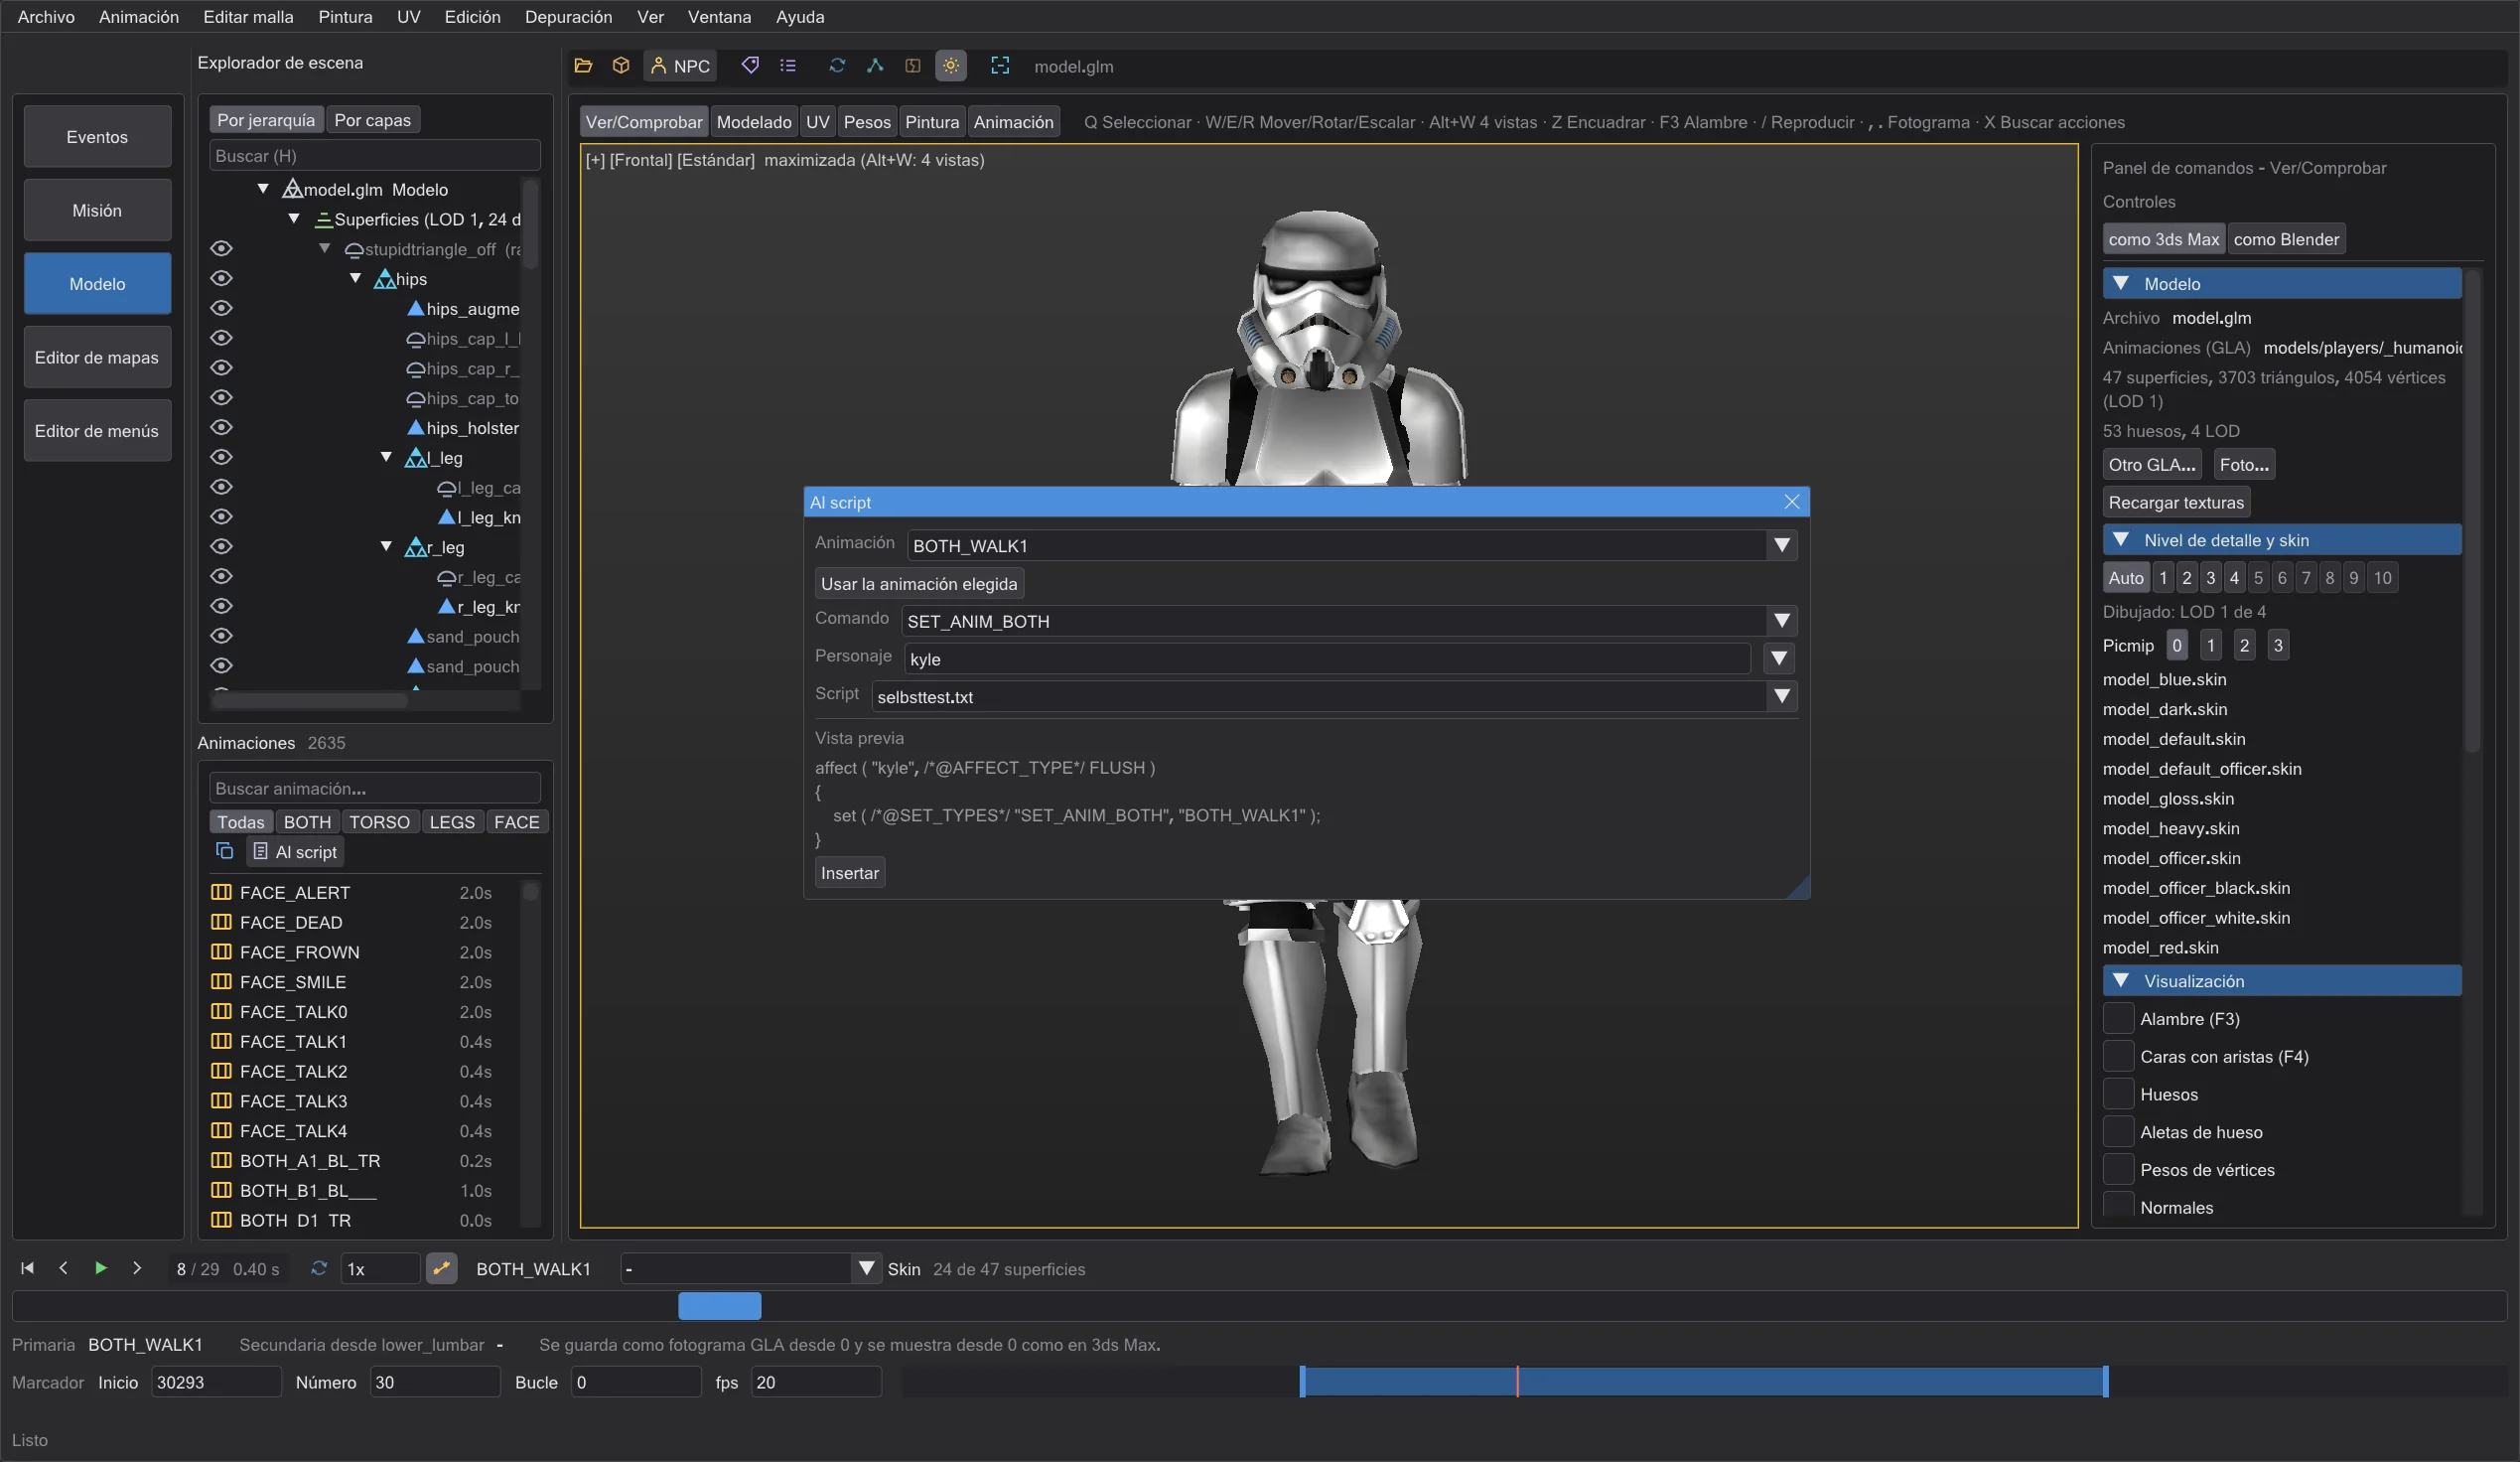 Archivo Animación Editar malla Pintura UV Edición Depuración Ver Ventana Ayuda
Explorador de escena
NPC model.glm
Eventos
Misión
Modelo
Editor de mapas
Editor de menús
Por jerarquía Por capas
Buscar (H)
model.glm Modelo
Superficies (LOD 1, 24 d
stupidtriangle_off (ra
hips
hips_augme
hips_cap_l_l
hips_cap_r_
hips_cap_to
hips_holster
l_leg
l_leg_ca
l_leg_kn
r_leg
r_leg_ca
r_leg_kr
sand_pouch
sand_pouch
Animaciones 2635
Buscar animación...
Todas BOTH TORSO LEGS FACE
Al script
FACE_ALERT 2.0s
FACE_DEAD 2.0s
FACE_FROWN 2.0s
FACE_SMILE 2.0s
FACE_TALK0 2.0s
FACE_TALK1 0.4s
FACE_TALK2 0.4s
FACE_TALK3 0.4s
FACE_TALK4 0.4s
BOTH_A1_BL_TR 0.2s
BOTH_B1_BL___ 1.0s
BOTH_D1_TR 0.0s
Ver/Comprobar Modelado UV Pesos Pintura Animación Q Seleccionar · W/E/R Mover/Rotar/Escalar · Alt+W 4 vistas · Z Encuadrar · F3 Alambre · / Reproducir · , . Fotograma · X Buscar acciones
[+] [Frontal] [Estándar] maximizada (Alt+W: 4 vistas)
Al script
Animación BOTH_WALK1
Usar la animación elegida
Comando SET_ANIM_BOTH
Personaje kyle
Script selbsttest.txt
Vista previa
affect ( "kyle", /*@AFFECT_TYPE*/ FLUSH )
{
set ( /*@SET_TYPES*/ "SET_ANIM_BOTH", "BOTH_WALK1" );
}
Insertar
Panel de comandos - Ver/Comprobar
Controles
como 3ds Max como Blender
Modelo
Archivo model.glm
Animaciones (GLA) models/players/_humanoid
47 superficies, 3703 triángulos, 4054 vértices
(LOD 1)
53 huesos, 4 LOD
Otro GLA... Foto...
Recargar texturas
Nivel de detalle y skin
Auto 1 2 3 4 5 6 7 8 9 10
Dibujado: LOD 1 de 4
Picmip 0 1 2 3
model_blue.skin
model_dark.skin
model_default.skin
model_default_officer.skin
model_gloss.skin
model_heavy.skin
model_officer.skin
model_officer_black.skin
model_officer_white.skin
model_red.skin
Visualización
Alambre (F3)
Caras con aristas (F4)
Huesos
Aletas de hueso
Pesos de vértices
Normales
8 / 29 0.40 s 1x BOTH_WALK1 - Skin 24 de 47 superficies
Primaria BOTH_WALK1 Secundaria desde lower_lumbar - Se guarda como fotograma GLA desde 0 y se muestra desde 0 como en 3ds Max.
Marcador Inicio 30293 Número 30 Bucle 0 fps 20
Listo